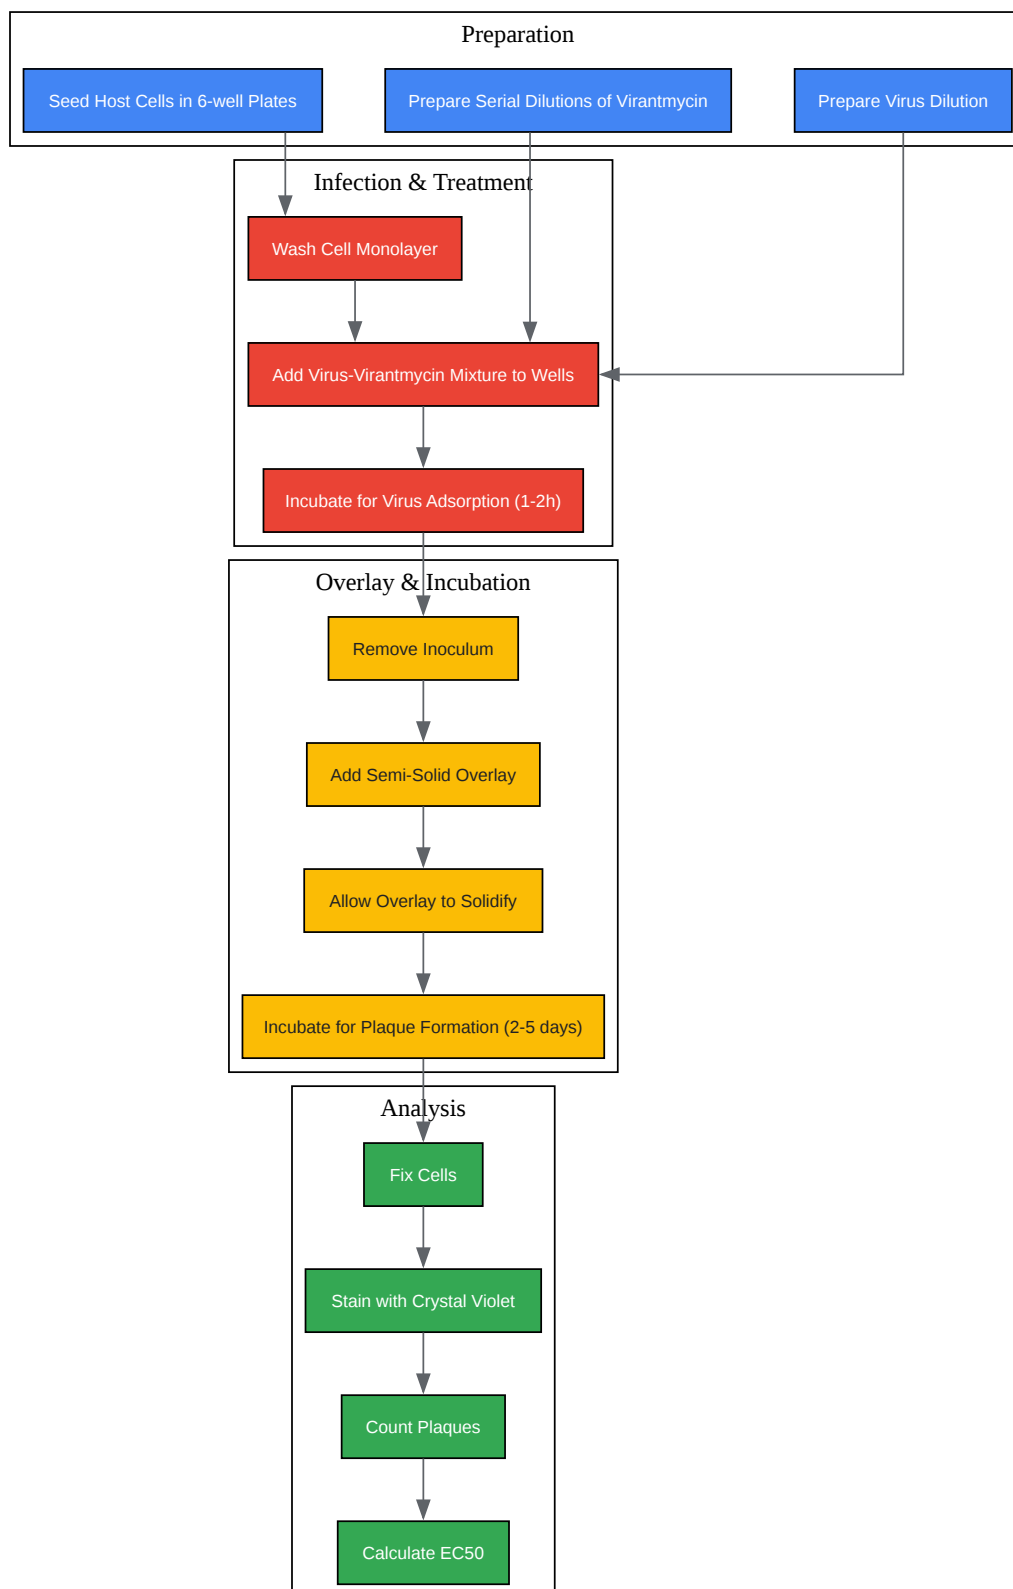 Preparation
Seed Host Cells in 6-well Plates
Prepare Serial Dilutions of Virantmycin
Prepare Virus Dilution
Infection & Treatment
Wash Cell Monolayer
Add Virus-Virantmycin Mixture to Wells
Incubate for Virus Adsorption (1-2h)
Overlay & Incubation
Remove Inoculum
Add Semi-Solid Overlay
Allow Overlay to Solidify
Incubate for Plaque Formation (2-5 days)
Analysis
Fix Cells
Stain with Crystal Violet
Count Plaques
Calculate EC50